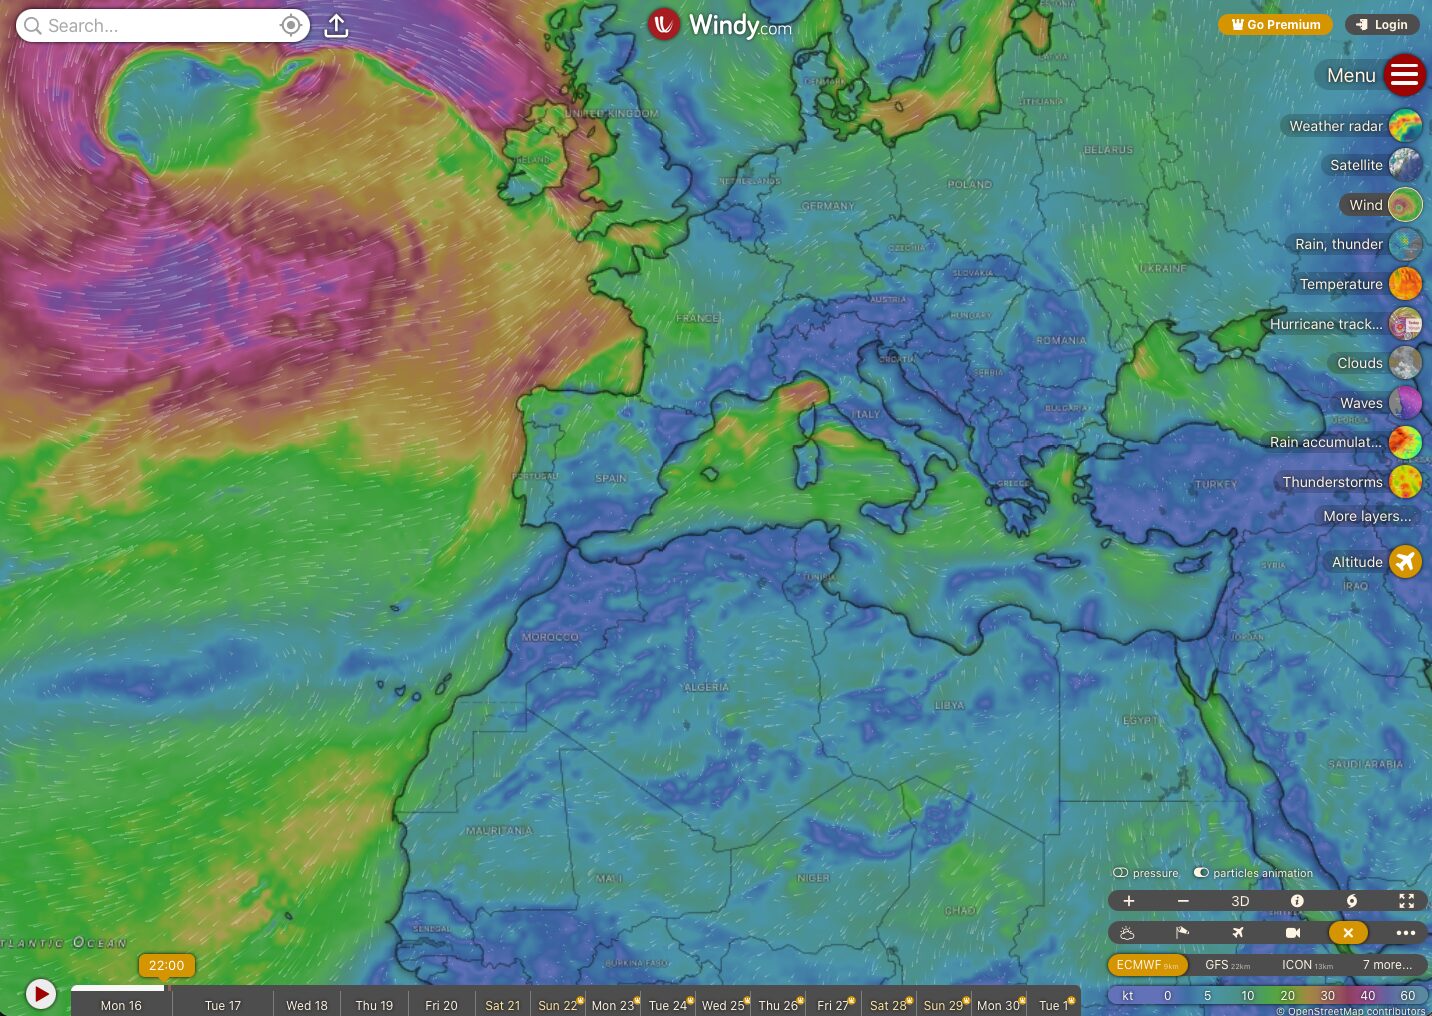 Search...
Windy.com
Go Premium
Login
Menu
Weather radar
Satellite
Wind
Rain, thunder
Temperature
Hurricane track...
Clouds
Waves
Rain accumulat...
Thunderstorms
More layers...
Altitude
UNITED KINGDOM
IRELAND
DENMARK
LATVIA
LITHUANIA
BELARUS
NETHERLANDS
GERMANY
POLAND
CZECHIA
SLOVAKIA
UKRAINE
AUSTRIA
HUNGARY
FRANCE
ROMANIA
CROATIA
SERBIA
ITALY
BULGARIA
GEORGIA
PORTUGAL
SPAIN
GREECE
TURKEY
SYRIA
TUNISIA
IRAQ
MOROCCO
JORDAN
ALGERIA
LIBYA
EGYPT
SAUDI ARABIA
MAURITANIA
MALI
NIGER
CHAD
ERITREA
SENEGAL
BURKINA FASO
TLANTIC OCEAN
pressure
particles animation
3D
22:00
ECMWF 9km
GFS 22km
ICON 13km
7 more...
kt 0 5 10 20 30 40 60
Mon 16 Tue 17 Wed 18 Thu 19 Fri 20 Sat 21 Sun 22 Mon 23 Tue 24 Wed 25 Thu 26 Fri 27 Sat 28 Sun 29 Mon 30 Tue 1
© OpenStreetMap contributors